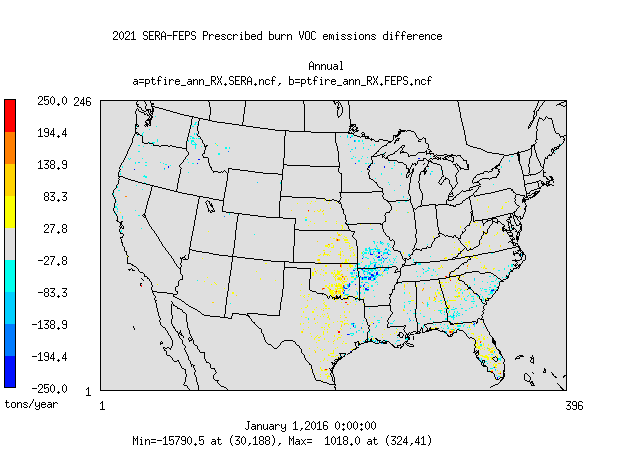 2021 SERA-FEPS Prescribed burn VOC emissions difference
Annual
a=ptfire_ann_RX.SERA.ncf, b=ptfire_ann_RX.FEPS.ncf
250.0
194.4
138.9
83.3
27.8
-27.8
-83.3
-138.9
-194.4
-250.0
tons/year
246
1
1
396
January 1,2016 0:00:00
Min=-15790.5 at (30,188), Max= 1018.0 at (324,41)